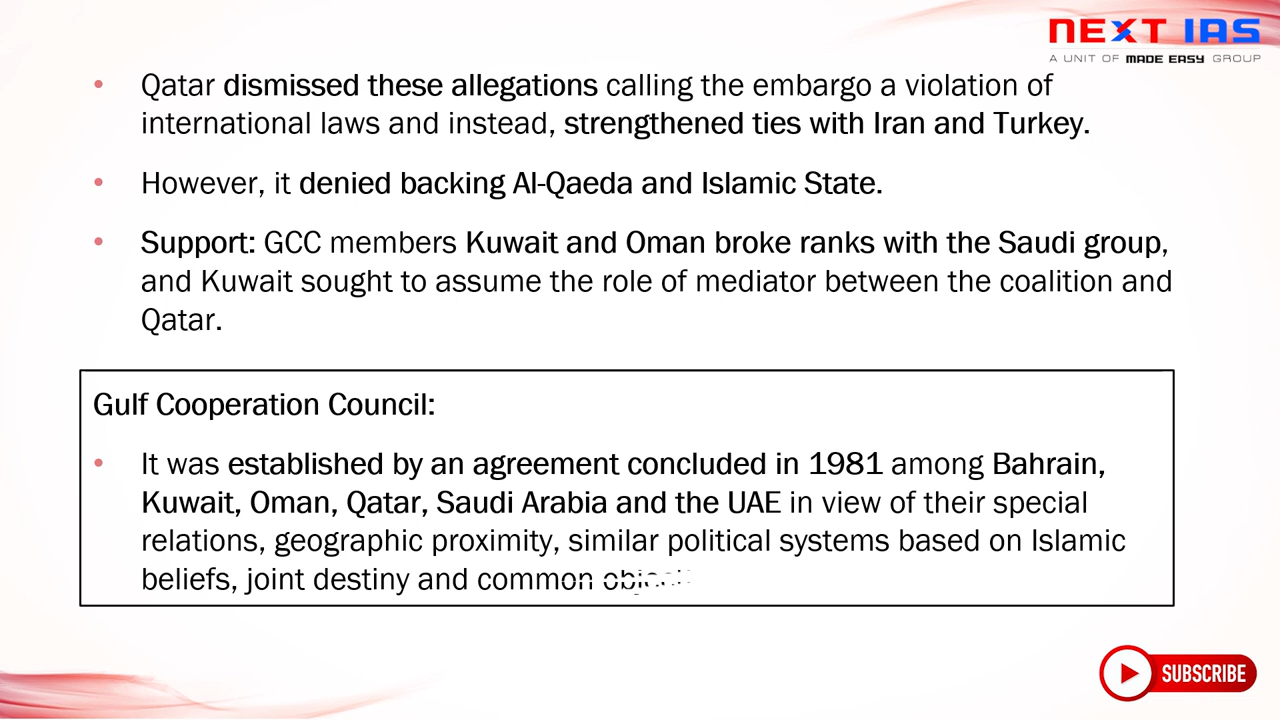 NEXT IAS
A UNIT OF MADE EASY GROUP
• Qatar dismissed these allegations calling the embargo a violation of
international laws and instead, strengthened ties with Iran and Turkey.
• However, it denied backing Al-Qaeda and Islamic State.
• Support: GCC members Kuwait and Oman broke ranks with the Saudi group,
and Kuwait sought to assume the role of mediator between the coalition and
Qatar.
Gulf Cooperation Council:
• It was established by an agreement concluded in 1981 among Bahrain,
Kuwait, Oman, Qatar, Saudi Arabia and the UAE in view of their special
relations, geographic proximity, similar political systems based on Islamic
beliefs, joint destiny and common
SUBSCRIBE